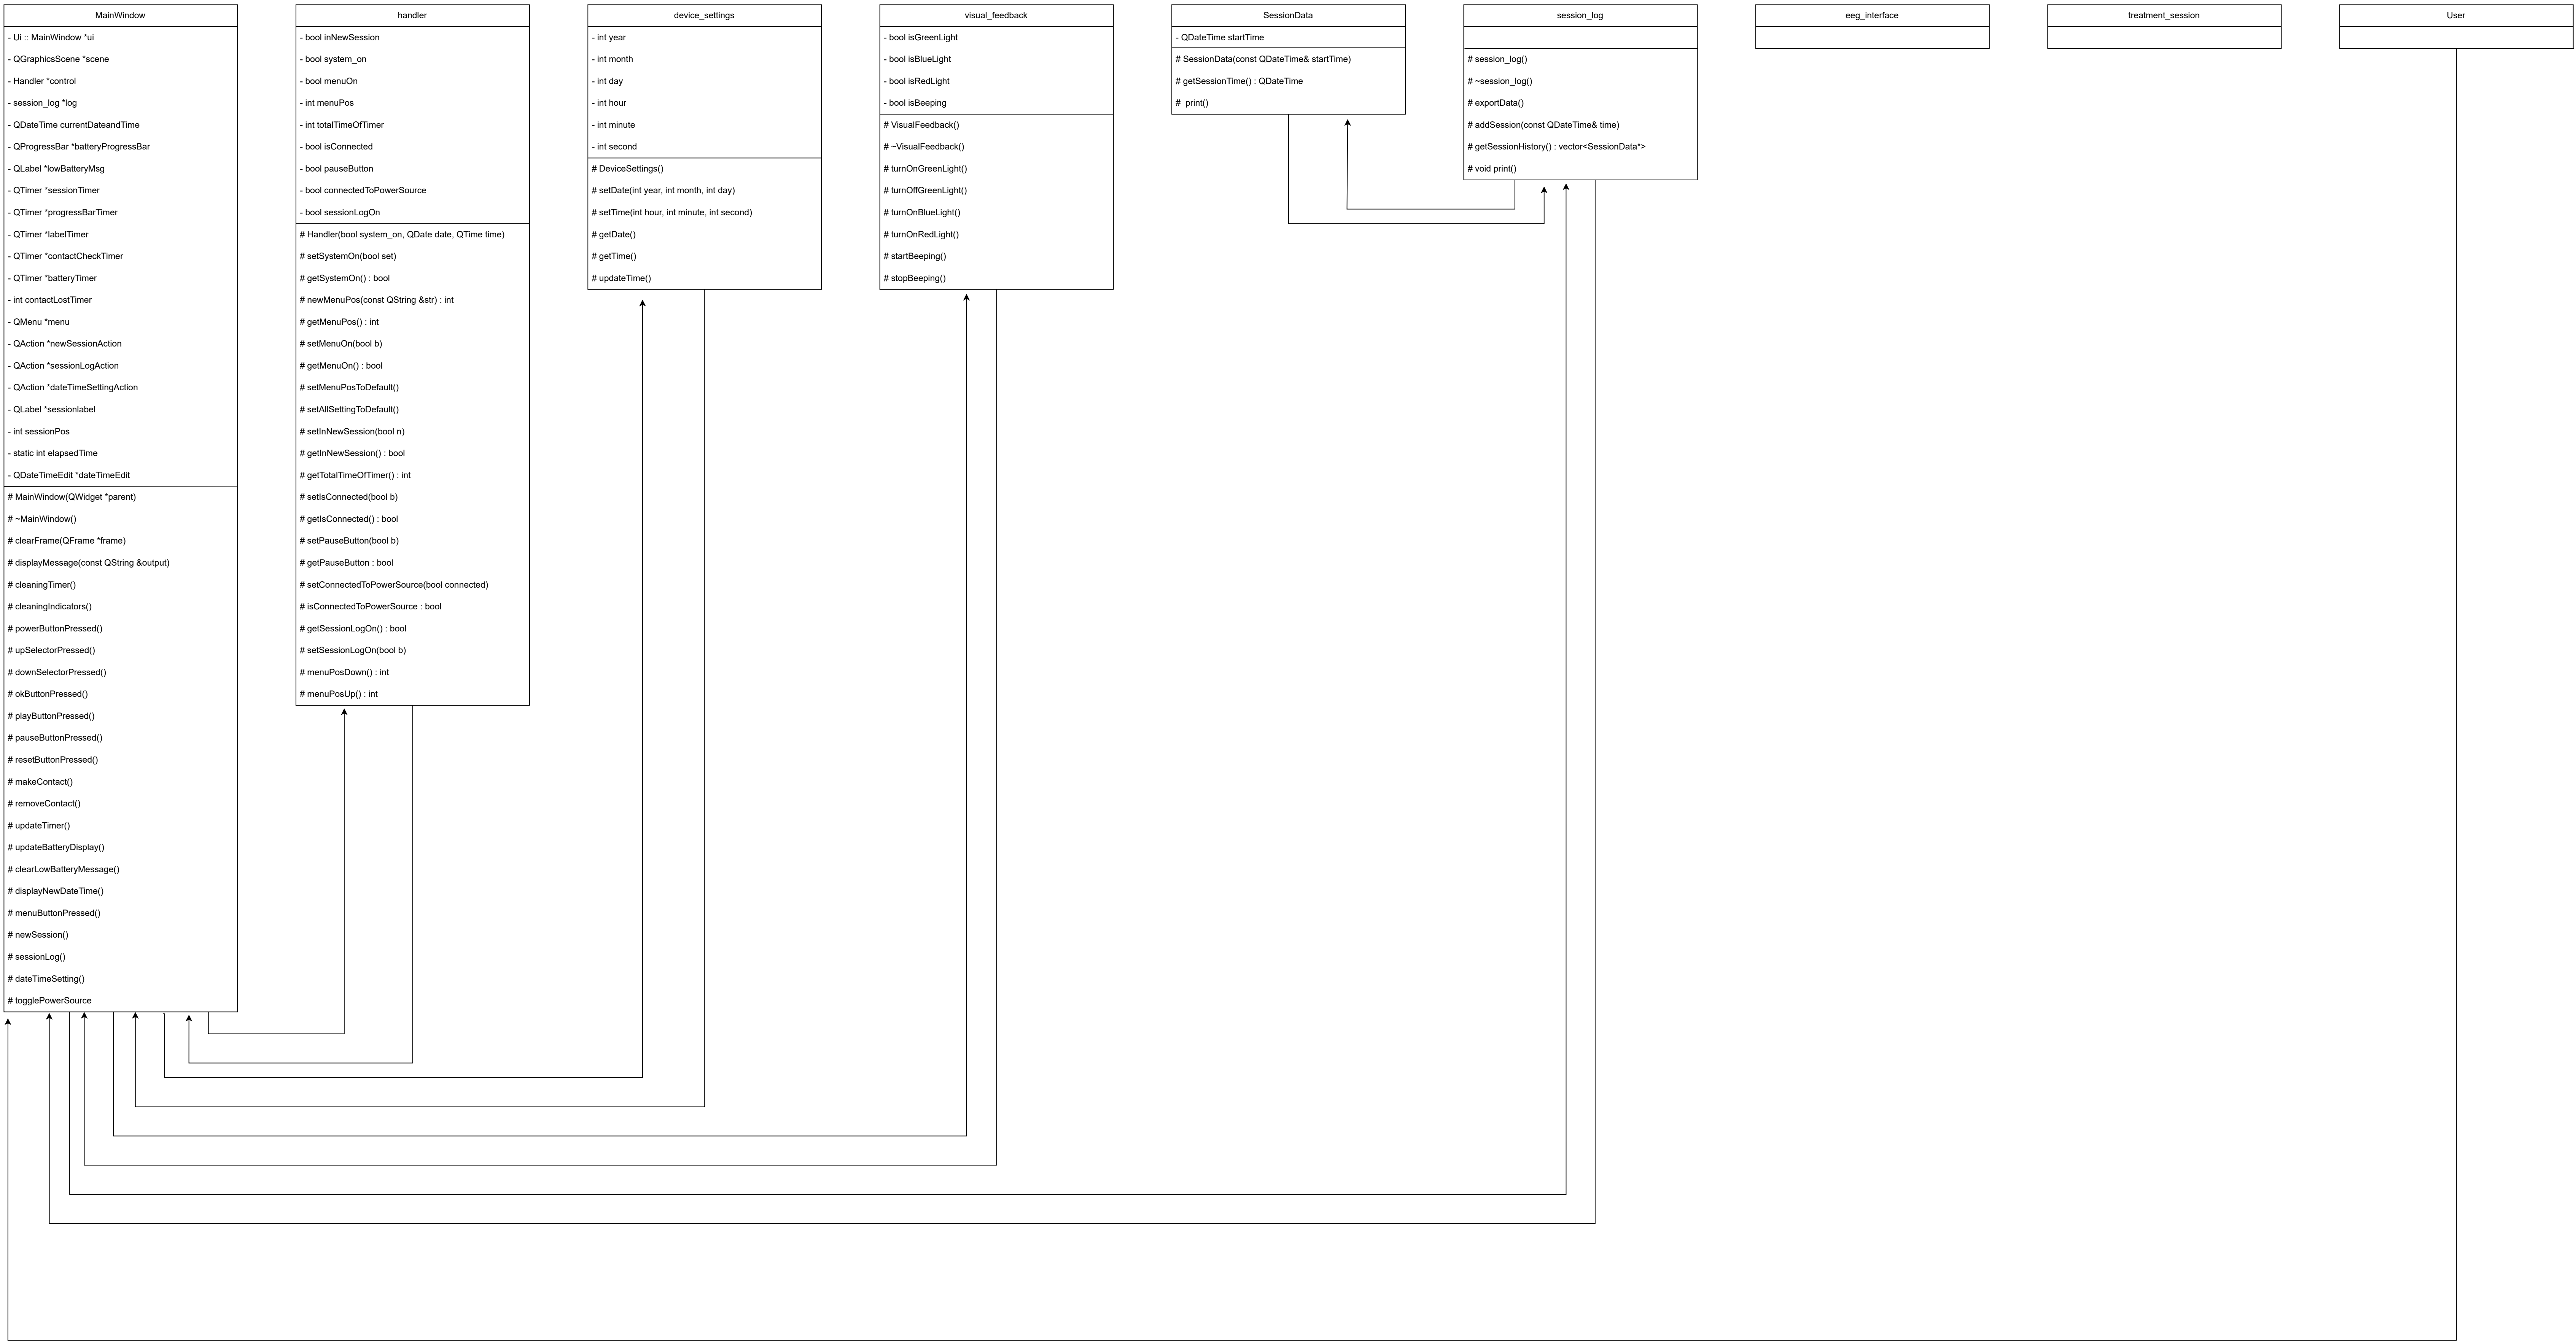 MainWindow
- Ui :: MainWindow *ui
- QGraphicsScene *scene
- Handler *control
- session_log *log
- QDateTime currentDateandTime
- QProgressBar *batteryProgressBar
- QLabel *lowBatteryMsg
- QTimer *sessionTimer
- QTimer *progressBarTimer
- QTimer *labelTimer
- QTimer *contactCheckTimer
- QTimer *batteryTimer
- int contactLostTimer
- QMenu *menu
- QAction *newSessionAction
- QAction *sessionLogAction
- QAction *dateTimeSettingAction
- QLabel *sessionlabel
- int sessionPos
- static int elapsedTime
- QDateTimeEdit *dateTimeEdit
# MainWindow(QWidget *parent)
# ~MainWindow()
# clearFrame(QFrame *frame)
# displayMessage(const QString &output)
# cleaningTimer()
# cleaningIndicators()
# powerButtonPressed()
# upSelectorPressed()
# downSelectorPressed()
# okButtonPressed()
# playButtonPressed()
# pauseButtonPressed()
# resetButtonPressed()
# makeContact()
# removeContact()
# updateTimer()
# updateBatteryDisplay()
# clearLowBatteryMessage()
# displayNewDateTime()
# menuButtonPressed()
# newSession()
# sessionLog()
# dateTimeSetting()
# togglePowerSource
handler
- bool inNewSession
- bool system_on
- bool menuOn
- int menuPos
- int totalTimeOfTimer
- bool isConnected
- bool pauseButton
- bool connectedToPowerSource
- bool sessionLogOn
# Handler(bool system_on, QDate date, QTime time)
# setSystemOn(bool set)
# getSystemOn() : bool
# newMenuPos(const QString &str) : int
# getMenuPos() : int
# setMenuOn(bool b)
# getMenuOn() : bool
# setMenuPosToDefault()
# setAllSettingToDefault()
# setInNewSession(bool n)
# getInNewSession() : bool
# getTotalTimeOfTimer() : int
# setIsConnected(bool b)
# getIsConnected() : bool
# setPauseButton(bool b)
# getPauseButton : bool
# setConnectedToPowerSource(bool connected)
# isConnectedToPowerSource : bool
# getSessionLogOn() : bool
# setSessionLogOn(bool b)
# menuPosDown() : int
# menuPosUp() : int
device_settings
- int year
- int month
- int day
- int hour
- int minute
- int second
# DeviceSettings()
# setDate(int year, int month, int day)
# setTime(int hour, int minute, int second)
# getDate()
# getTime()
# updateTime()
visual_feedback
- bool isGreenLight
- bool isBlueLight
- bool isRedLight
- bool isBeeping
# VisualFeedback()
# ~VisualFeedback()
# turnOnGreenLight()
# turnOffGreenLight()
# turnOnBlueLight()
# turnOnRedLight()
# startBeeping()
# stopBeeping()
SessionData
- QDateTime startTime
# SessionData(const QDateTime& startTime)
# getSessionTime() : QDateTime
# print()
session_log
# session_log()
# ~session_log()
# exportData()
# addSession(const QDateTime& time)
# getSessionHistory() : vector<SessionData*>
# void print()
eeg_interface
treatment_session
User